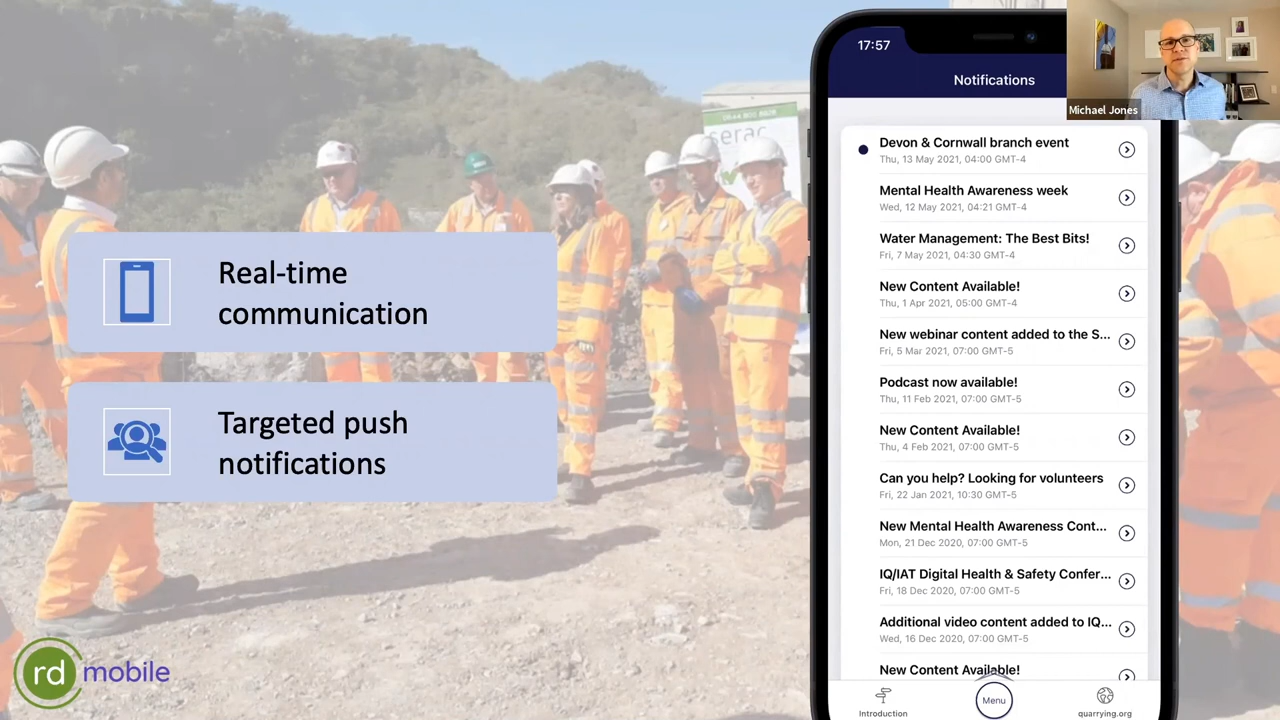 17:57
Notifications
Michael Jones
serac
Devon & Cornwall branch event
Thu, 13 May 2021, 04:00 GMT-4
Mental Health Awareness week
Wed, 12 May 2021, 04:21 GMT-4
Water Management: The Best Bits!
Fri, 7 May 2021, 04:30 GMT-4
New Content Available!
Thu, 1 Apr 2021, 05:00 GMT-4
New webinar content added to the S...
Fri, 5 Mar 2021, 07:00 GMT-5
Podcast now available!
Thu, 11 Feb 2021, 07:00 GMT-5
New Content Available!
Thu, 4 Feb 2021, 07:00 GMT-5
Can you help? Looking for volunteers
Fri, 22 Jan 2021, 10:30 GMT-5
New Mental Health Awareness Cont...
Mon, 21 Dec 2020, 07:00 GMT-5
IQ/IAT Digital Health & Safety Confer...
Fri, 18 Dec 2020, 07:00 GMT-5
Additional video content added to IQ...
Wed, 16 Dec 2020, 07:00 GMT-5
New Content Available!
Introduction
Menu
quarrying.org
Real-time
communication
Targeted push
notifications
rd mobile